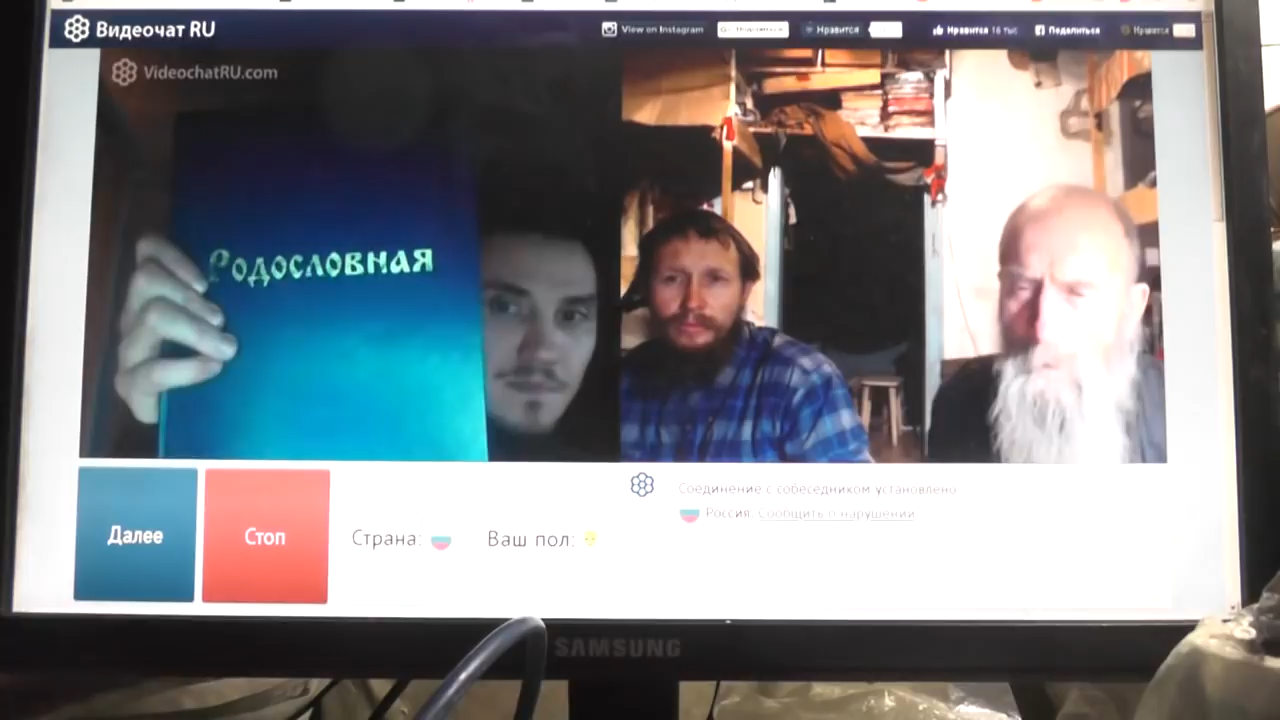 Видеочат RU
View on Instagram
Нравится
Нравится 16 тыс
Поделиться
Нравится
VideochatRU.com
Родословная
Соединение с собеседником установлено
Россия. Сообщить о нарушении
Далее
Стоп
Страна:
Ваш пол:
SAMSUNG